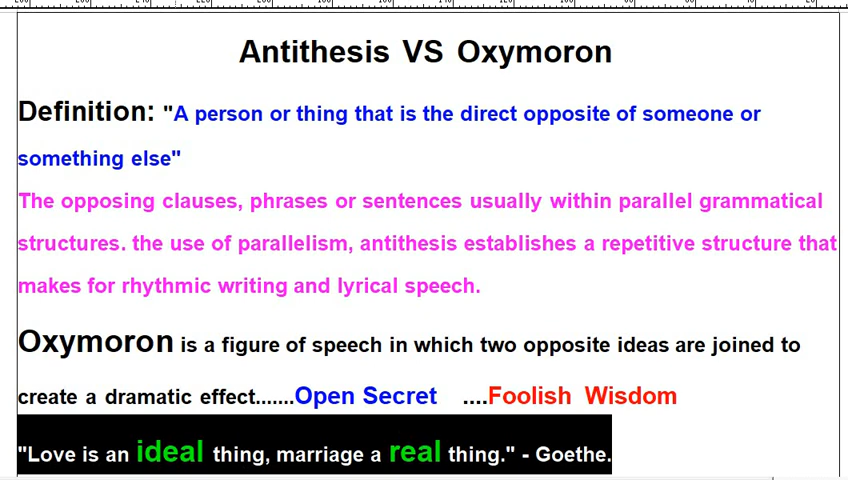 Antithesis VS Oxymoron
Definition: "A person or thing that is the direct opposite of someone or
something else"
The opposing clauses, phrases or sentences usually within parallel grammatical
structures. the use of parallelism, antithesis establishes a repetitive structure that
makes for rhythmic writing and lyrical speech.
Oxymoron is a figure of speech in which two opposite ideas are joined to
create a dramatic effect.......Open Secret ....Foolish Wisdom
"Love is an ideal thing, marriage a real thing." - Goethe.